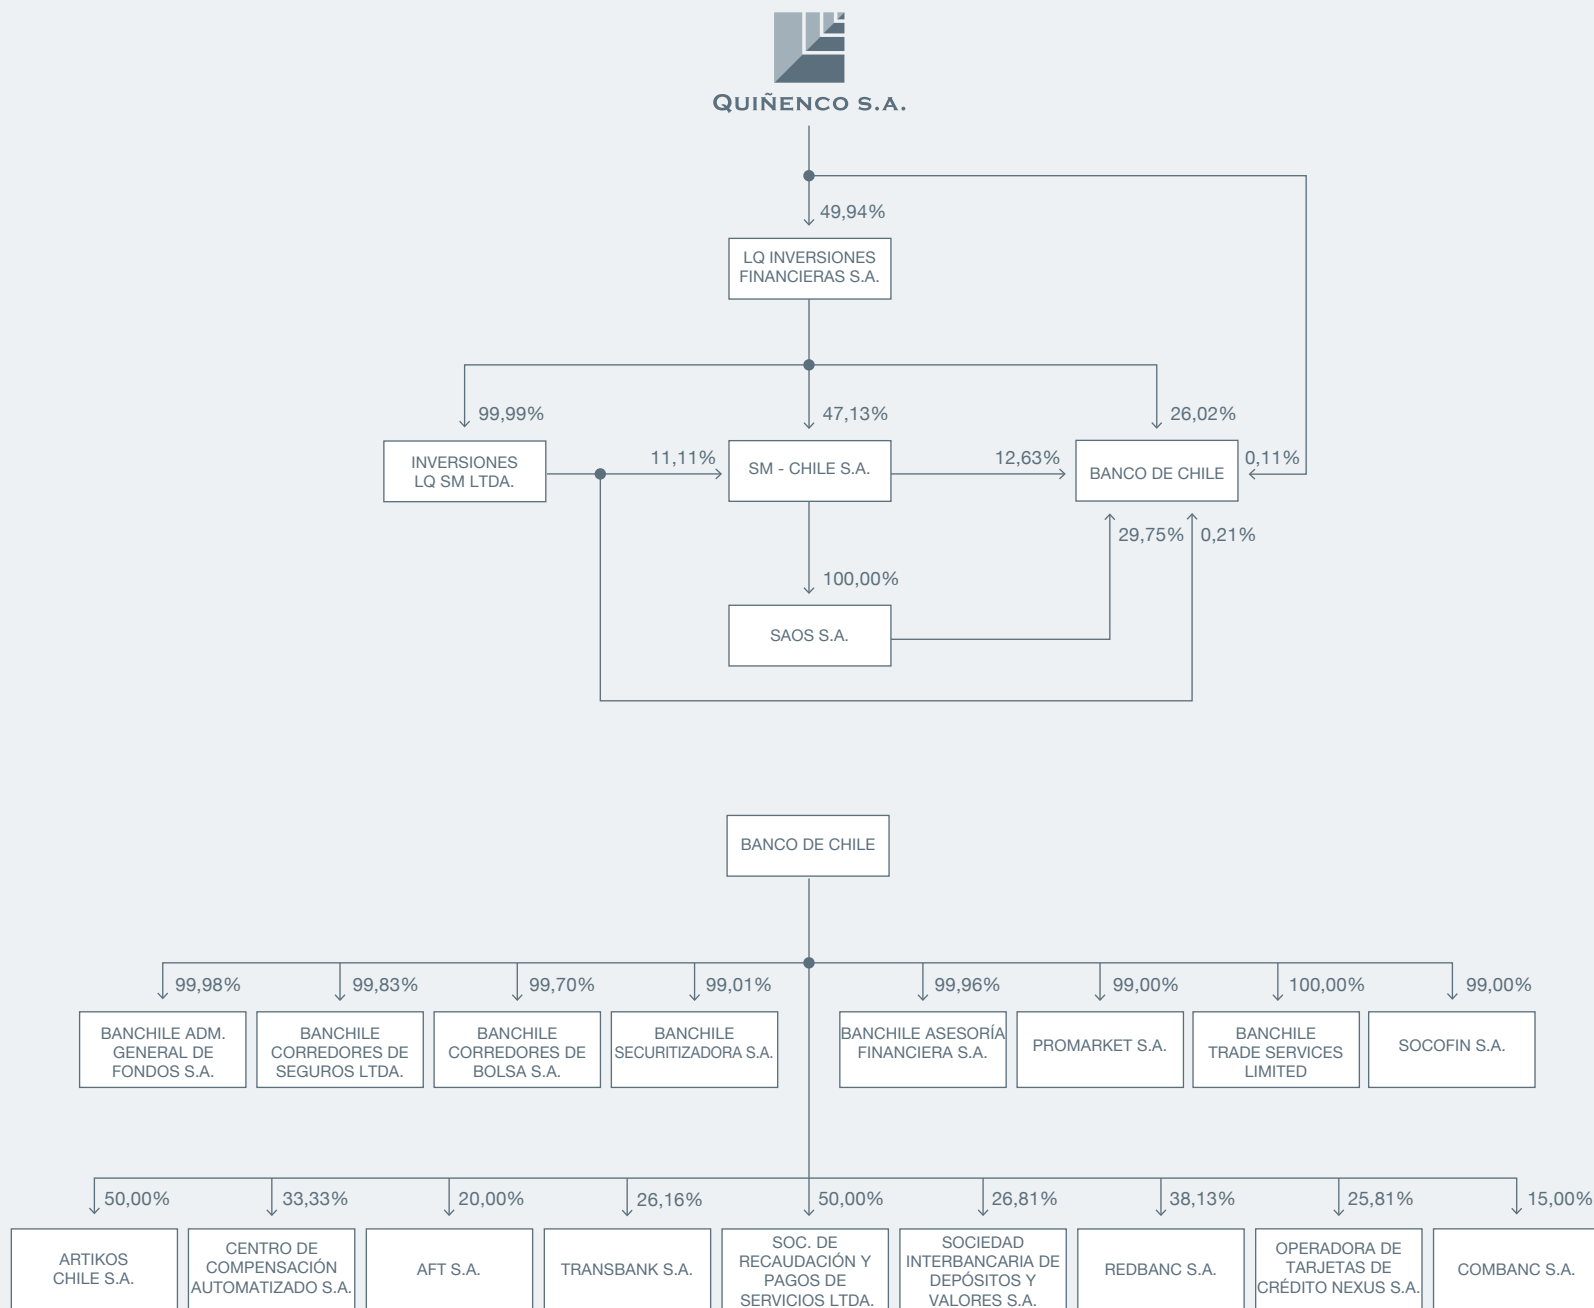 QUIÑENCO S.A.
49,94%
LQ INVERSIONES
FINANCIERAS S.A.
99,99%
47,13%
26,02%
INVERSIONES
LQ SM LTDA.
11,11%
SM - CHILE S.A.
12,63%
BANCO DE CHILE
0,11%
29,75%
0,21%
100,00%
SAOS S.A.
BANCO DE CHILE
99,98%
99,83%
99,70%
99,01%
99,96%
99,00%
100,00%
99,00%
BANCHILE ADM.
GENERAL DE
FONDOS S.A.
BANCHILE
CORREDORES DE
SEGUROS LTDA.
BANCHILE
CORREDORES DE
BOLSA S.A.
BANCHILE
SECURITIZADORA S.A.
BANCHILE ASESORÍA
FINANCIERA S.A.
PROMARKET S.A.
BANCHILE
TRADE SERVICES
LIMITED
SOCOFIN S.A.
50,00%
33,33%
20,00%
26,16%
50,00%
26,81%
38,13%
25,81%
15,00%
ARTIKOS
CHILE S.A.
CENTRO DE
COMPENSACIÓN
AUTOMATIZADO S.A.
AFT S.A.
TRANSBANK S.A.
SOC. DE
RECAUDACIÓN Y
PAGOS DE
SERVICIOS LTDA.
SOCIEDAD
INTERBANCARIA DE
DEPÓSITOS Y
VALORES S.A.
REDBANC S.A.
OPERADORA DE
TARJETAS DE
CRÉDITO NEXUS S.A.
COMBANC S.A.